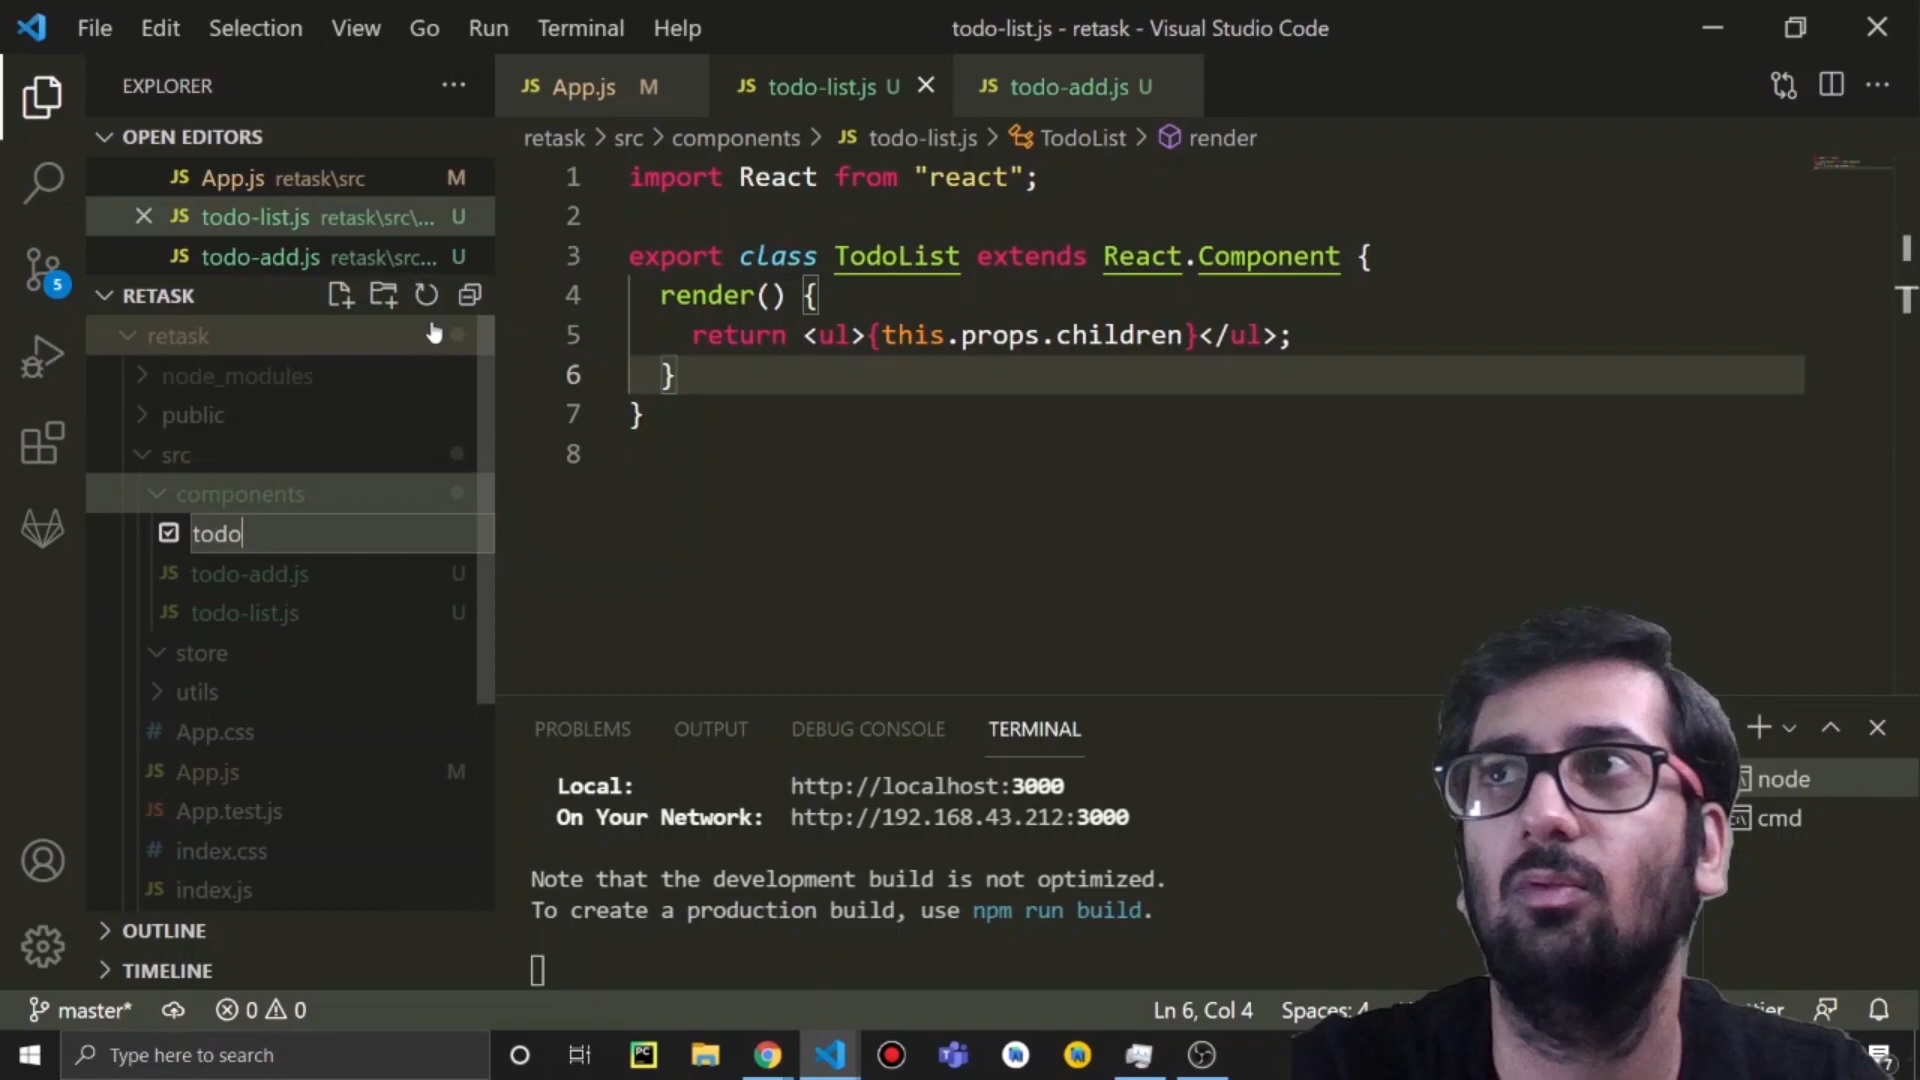 File Edit Selection View Go Run Terminal Help
todo-list.js - retask - Visual Studio Code
EXPLORER
JS App.js M
JS todo-list.js U
JS todo-add.js U
OPEN EDITORS
JS App.js retask\src M
JS todo-list.js retask\src\... U
JS todo-add.js retask\src... U
RETASK
retask
node_modules
public
src
components
todo
JS todo-add.js U
JS todo-list.js U
store
utils
# App.css
JS App.js M
JS App.test.js
# index.css
JS index.js
OUTLINE
TIMELINE
5
retask > src > components > JS todo-list.js > TodoList > render
1 import React from "react";
2
3 export class TodoList extends React.Component {
4 render() {
5 return <ul>{this.props.children}</ul>;
6 }
7 }
8
PROBLEMS OUTPUT DEBUG CONSOLE TERMINAL
Local: http://localhost:3000
On Your Network: http://192.168.43.212:3000
Note that the development build is not optimized.
To create a production build, use npm run build.
node
cmd
master* 0 0
Ln 6, Col 4 Spaces: 4
Type here to search
PC
7